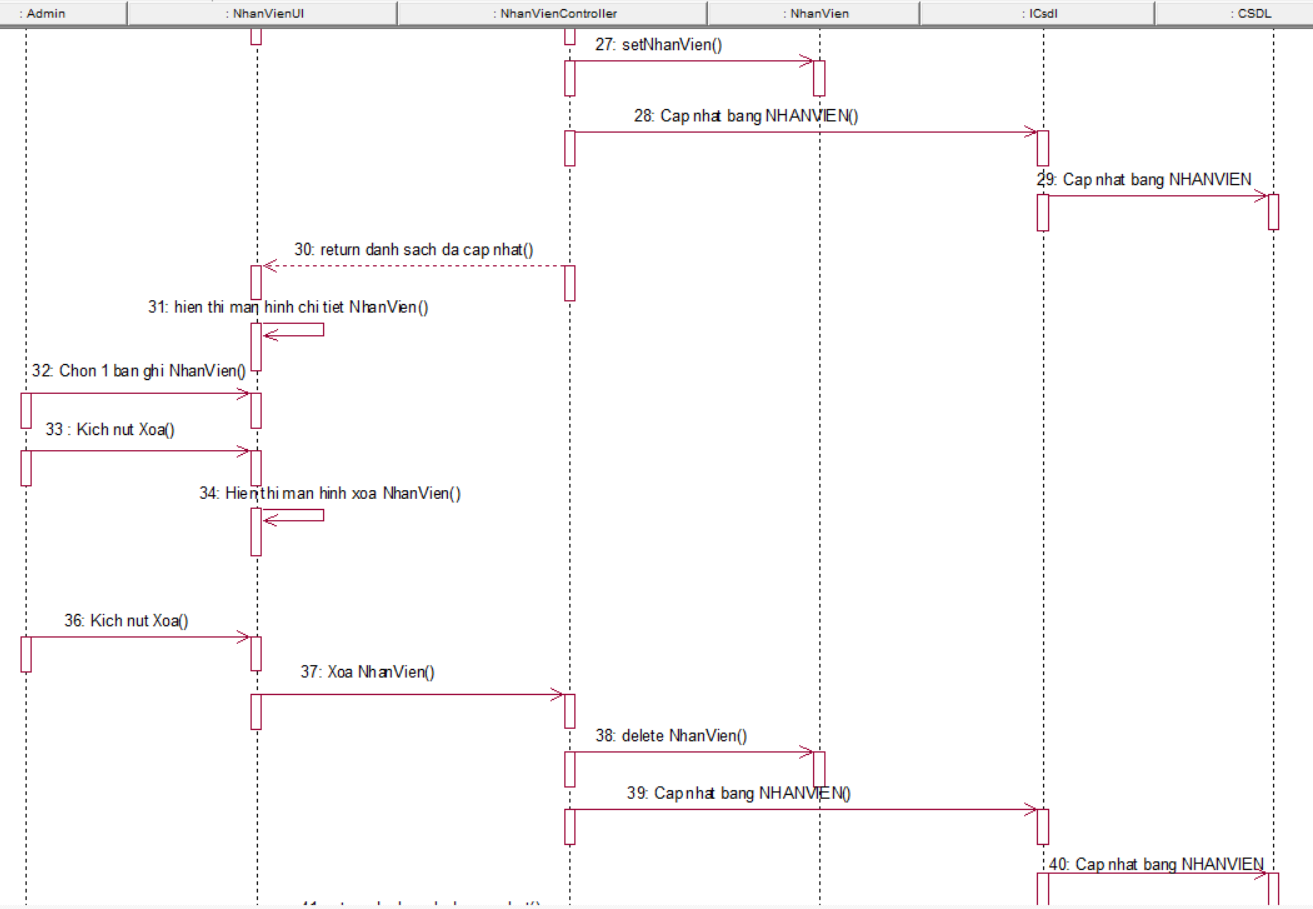 : Admin
: NhanVienUI
: NhanVienController
: NhanVien
: ICsdl
: CSDL
27: setNhanVien()
28: Cap nhat bang NHANVIEN()
29: Cap nhat bang NHANVIEN
30: return danh sach da cap nhat()
31: hien thi man hinh chi tiet NhanVien()
32: Chon 1 ban ghi NhanVien()
33 : Kich nut Xoa()
34: Hien thi man hinh xoa NhanVien()
36: Kich nut Xoa()
37: Xoa NhanVien()
38: delete NhanVien()
39: Cap nhat bang NHANVIEN()
40: Cap nhat bang NHANVIEN